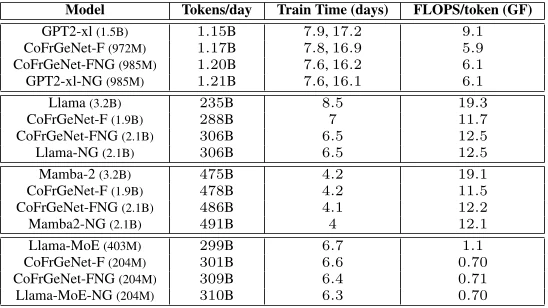 Model Tokens/day Train Time (days) FLOPS/token (GF)
GPT2-xl (1.5B) 1.15B 7.9, 17.2 9.1
CoFrGeNet-F (972M) 1.17B 7.8, 16.9 5.9
CoFrGeNet-FNG (985M) 1.20B 7.6, 16.2 6.1
GPT2-xl-NG (985M) 1.21B 7.6, 16.1 6.1
Llama (3.2B) 235B 8.5 19.3
CoFrGeNet-F (1.9B) 288B 7 11.7
CoFrGeNet-FNG (2.1B) 306B 6.5 12.5
Llama-NG (2.1B) 306B 6.5 12.5
Mamba-2 (3.2B) 475B 4.2 19.1
CoFrGeNet-F (1.9B) 478B 4.2 11.5
CoFrGeNet-FNG (2.1B) 486B 4.1 12.2
Mamba2-NG (2.1B) 491B 4 12.1
Llama-MoE (403M) 299B 6.7 1.1
CoFrGeNet-F (204M) 301B 6.6 0.70
CoFrGeNet-FNG (204M) 309B 6.4 0.71
Llama-MoE-NG (204M) 310B 6.3 0.70